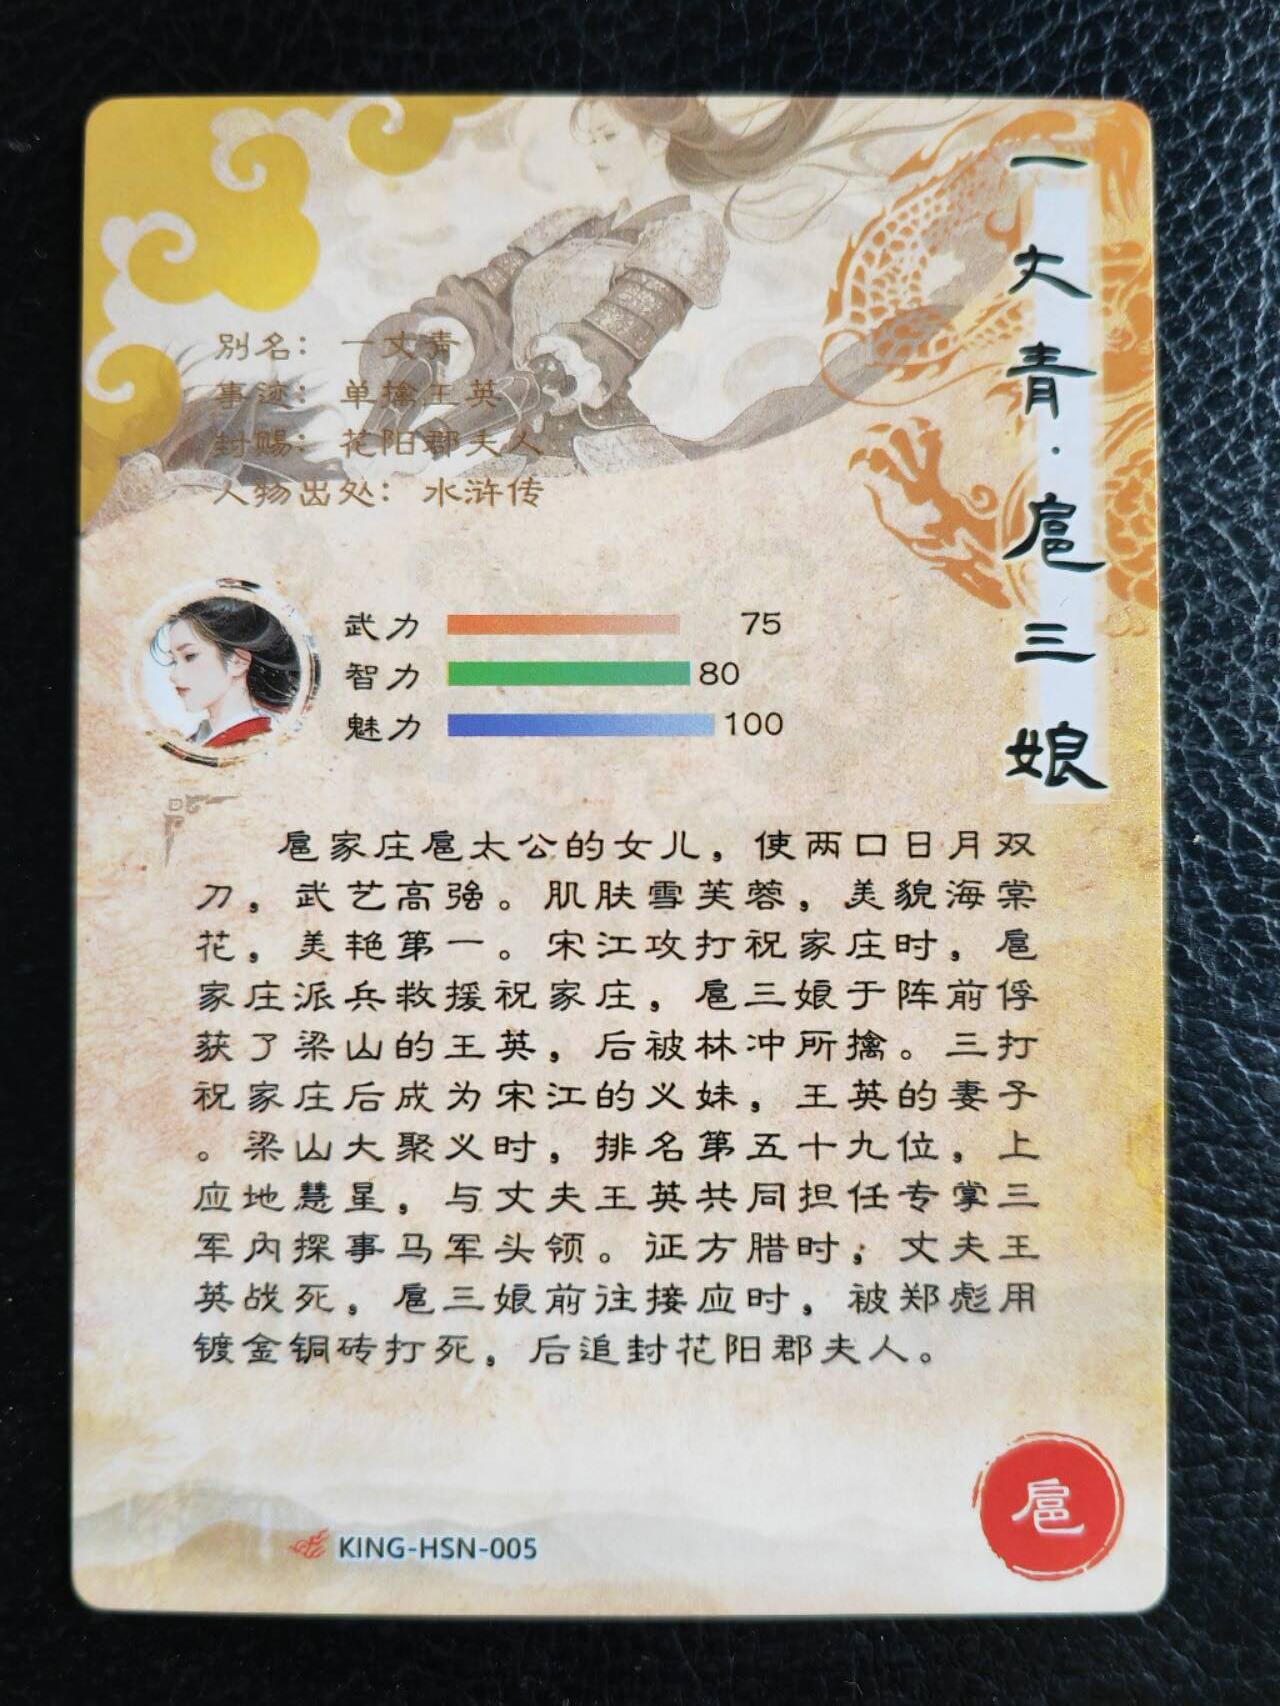 一大青·扈三娘
别名：一丈青
事迹：单擒王英
封赐：花阳郡夫人
人物出处：水浒传
武力 75
智力 80
魅力 100
扈家庄扈太公的女儿，使两口日月双
刀，武艺高强。肌肤雪芙蓉，美貌海棠
花，美艳第一。宋江攻打祝家庄时，扈
家庄派兵救援祝家庄，扈三娘于阵前俘
获了梁山的王英，后被林冲所擒。三打
祝家庄后成为宋江的义妹，王英的妻子
。梁山大聚义时，排名第五十九位，上
应地慧星，与丈夫王英共同担任专掌三
军内探事马军头领。证方腊时，丈夫王
英战死，扈三娘前往接应时，被郑彪用
镀金铜砖打死，后追封花阳郡夫人。
KING-HSN-005
扈